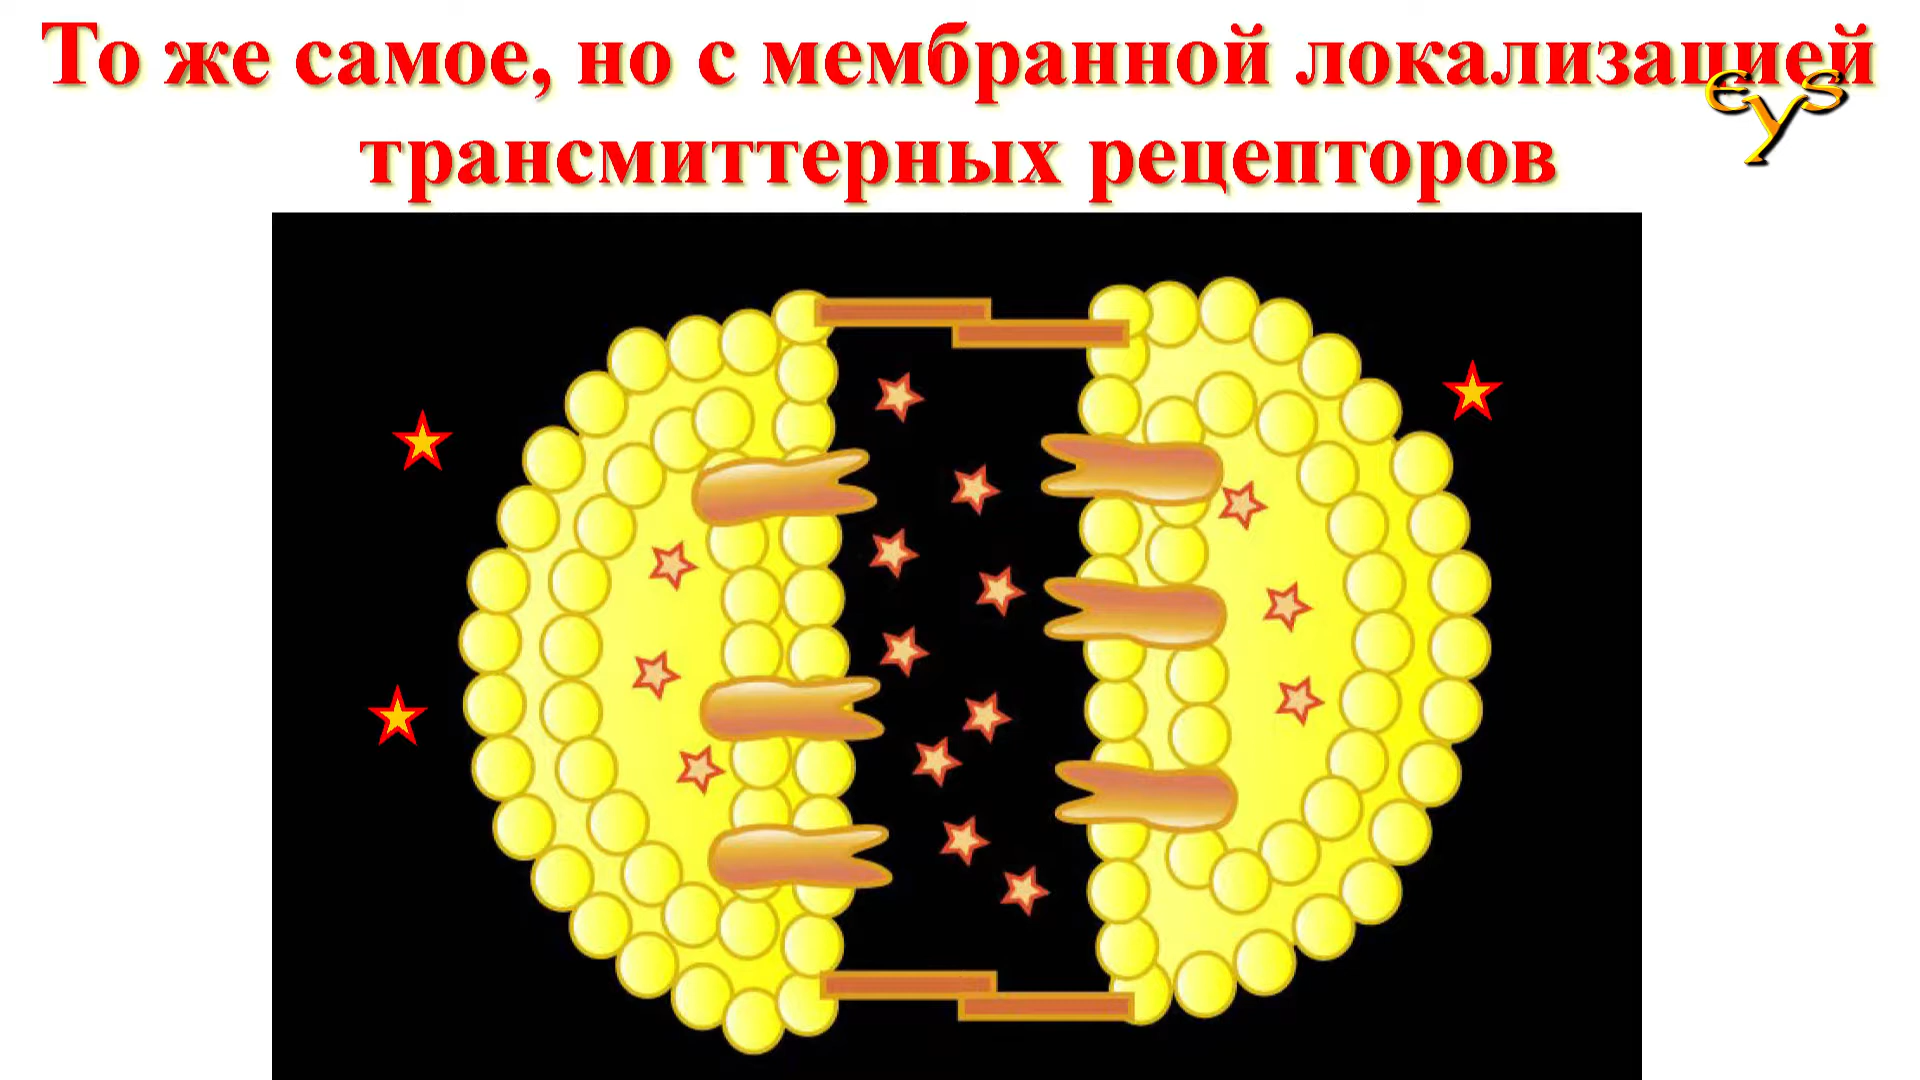 То же самое, но с мембранной локализацией
eys
трансмиттерных рецепторов